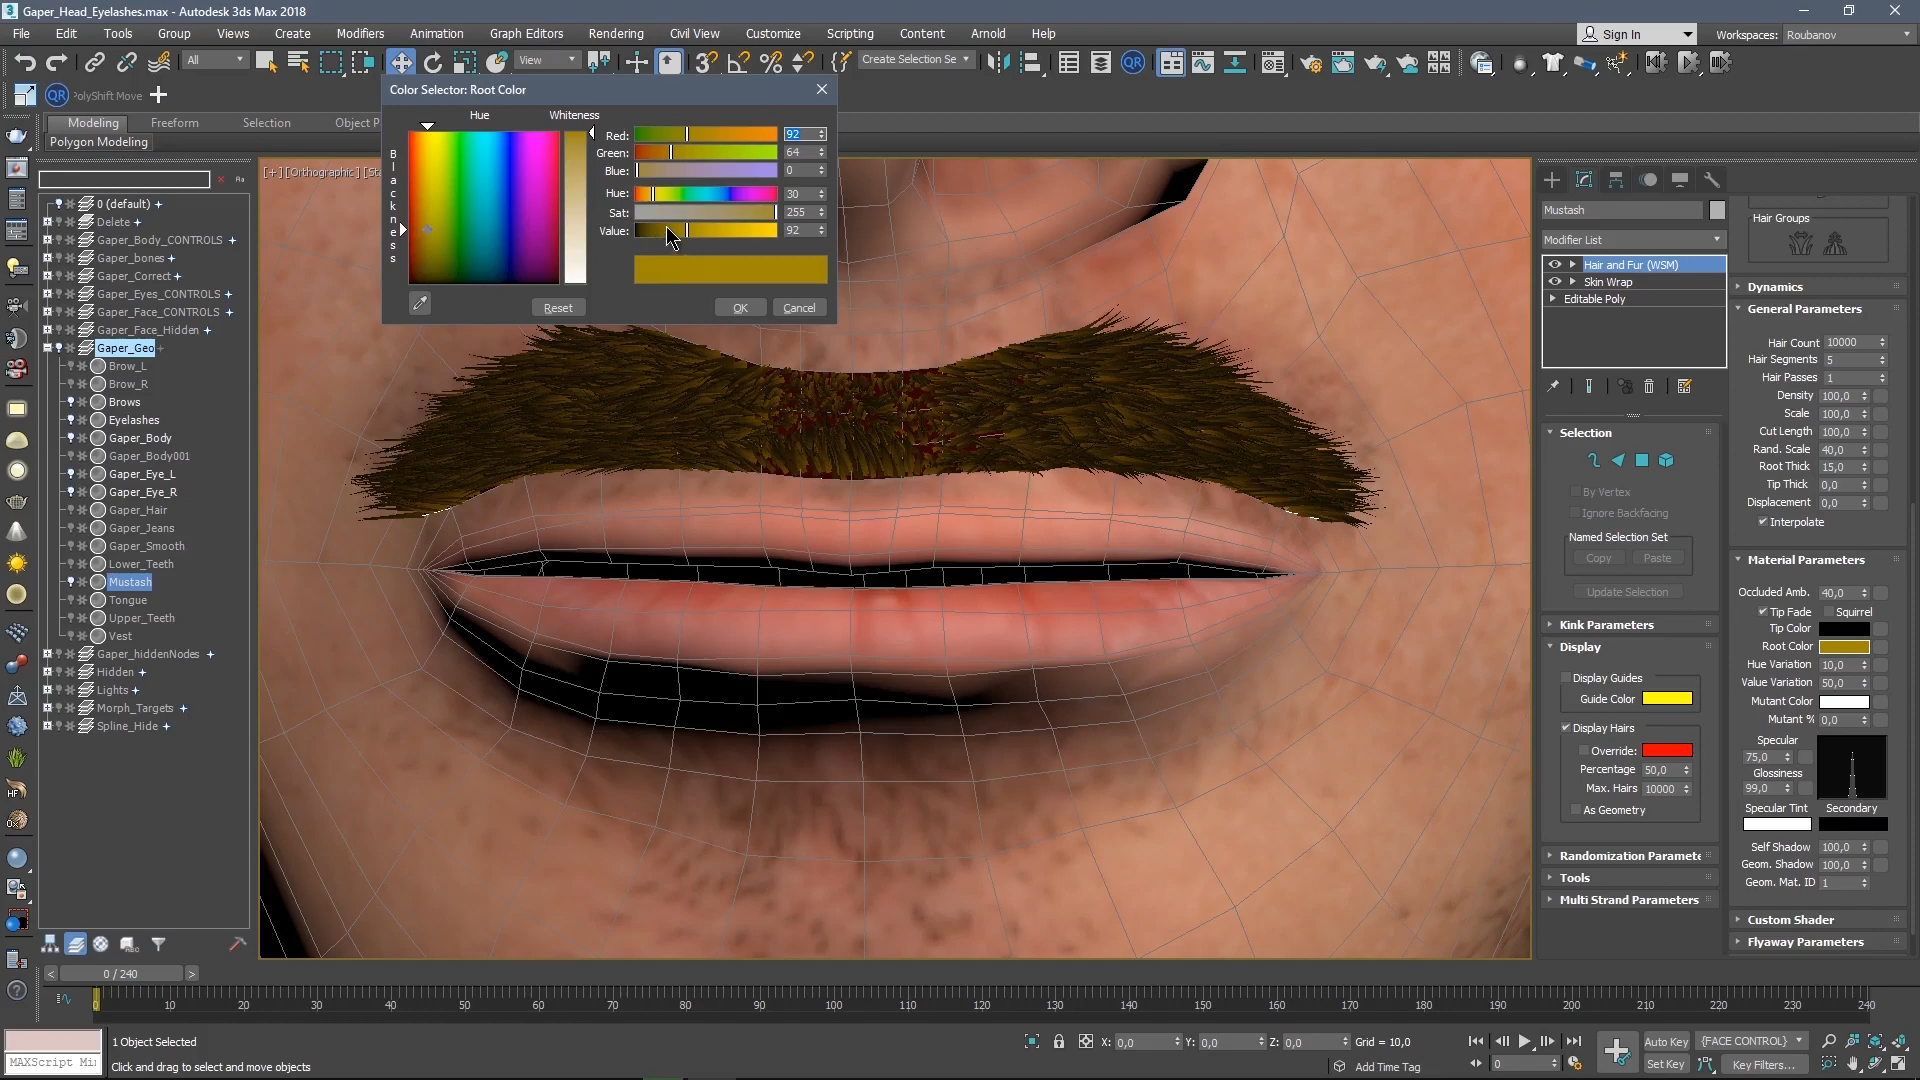 Gaper_Head_Eyelashes.max - Autodesk 3ds Max 2018
File Edit Tools Group Views Create Modifiers Animation Graph Editors Rendering Civil View Customize Scripting Content Arnold Help
Sign In Workspaces: Roubanov
All View Create Selection Se
PolyShift Move
Modeling Freeform Selection Object P
Polygon Modeling
Color Selector: Root Color
Hue Whiteness
Blackness
Red: 92
Green: 64
Blue: 0
Hue: 30
Sat: 255
Value: 92
Reset OK Cancel
[+] [Orthographic] [Sta
0 (default)
Delete
Gaper_Body_CONTROLS
Gaper_bones
Gaper_Correct
Gaper_Eyes_CONTROLS
Gaper_Face_CONTROLS
Gaper_Face_Hidden
Gaper_Geo
Brow_L
Brow_R
Brows
Eyelashes
Gaper_Body
Gaper_Body001
Gaper_Eye_L
Gaper_Eye_R
Gaper_Hair
Gaper_Jeans
Gaper_Smooth
Lower_Teeth
Mustash
Tongue
Upper_Teeth
Vest
Gaper_hiddenNodes
Hidden
Lights
Morph_Targets
Spline_Hide
Mustash
Modifier List
Hair and Fur (WSM)
Skin Wrap
Editable Poly
Selection
By Vertex
Ignore Backfacing
Named Selection Set
Copy Paste
Update Selection
Kink Parameters
Display
Display Guides
Guide Color
Display Hairs
Override:
Percentage 50,0
Max. Hairs 10000
As Geometry
Randomization Paramete
Tools
Multi Strand Parameters
Hair Groups
Dynamics
General Parameters
Hair Count 10000
Hair Segments 5
Hair Passes 1
Density 100,0
Scale 100,0
Cut Length 100,0
Rand. Scale 40,0
Root Thick 15,0
Tip Thick 0,0
Displacement 0,0
Interpolate
Material Parameters
Occluded Amb. 40,0
Tip Fade Squirrel
Tip Color
Root Color
Hue Variation 10,0
Value Variation 50,0
Mutant Color
Mutant % 0,0
Specular
75,0
Glossiness
99,0
Specular Tint Secondary
Self Shadow 100,0
Geom. Shadow 100,0
Geom. Mat. ID 1
Custom Shader
Flyaway Parameters
< 0 / 240 >
0 10 20 30 40 50 60 70 80 90 100 110 120 130 140 150 160 170 180 190 200 210 220 230 240
1 Object Selected
X: 0,0 Y: 0,0 Z: 0,0 Grid = 10,0
Auto Key {FACE CONTROL}
MAXScript Mi
Click and drag to select and move objects
Add Time Tag
0
Set Key Key Filters...